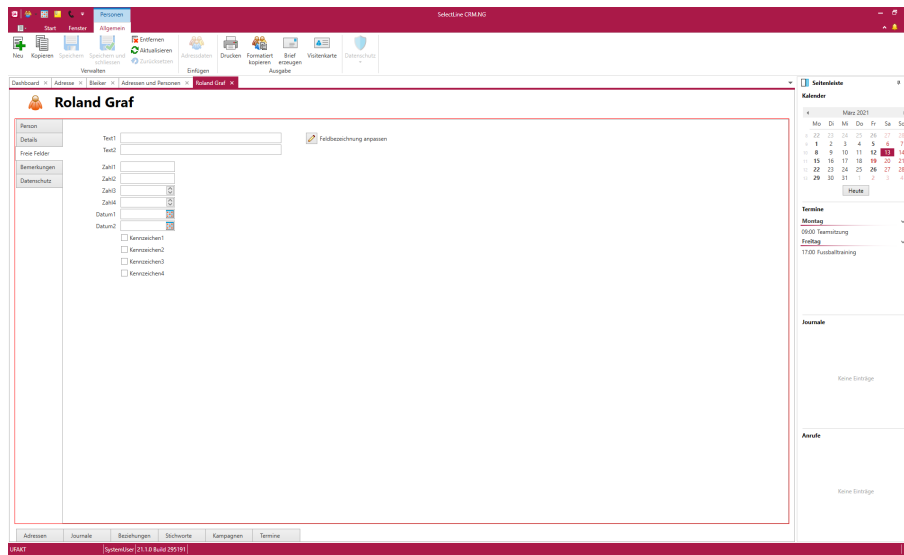 Personen
SelectLine CRM.NG
Start Fenster Allgemein
Neu Kopieren Speichern Speichern und schliessen Entfernen Aktualisieren Zurücksetzen Adressdaten Drucken Formatiert kopieren Brief erzeugen Visitenkarte Datenschutz
Verwalten Einfügen Ausgabe
Dashboard × Adresse × Bleiker × Adressen und Personen × Roland Graf ×
Roland Graf
Person
Details
Freie Felder
Bemerkungen
Datenschutz
Text1
Feldbezeichnung anpassen
Text2
Zahl1
Zahl2
Zahl3
Zahl4
Datum1
Datum2
Kennzeichen1
Kennzeichen2
Kennzeichen3
Kennzeichen4
Seitenleiste
Kalender
März 2021
Mo Di Mi Do Fr Sa So
8 22 23 24 25 26 27 28
9 1 2 3 4 5 6 7
10 8 9 10 11 12 13 14
11 15 16 17 18 19 20 21
12 22 23 24 25 26 27 28
13 29 30 31 1 2 3 4
Heute
Termine
Montag
09:00 Teamsitzung
Freitag
17:00 Fussballtraining
Journale
Keine Einträge
Anrufe
Keine Einträge
Adressen Journale Beziehungen Stichworte Kampagnen Termine
UFAKT SystemUser 21.1.0 Build 295191